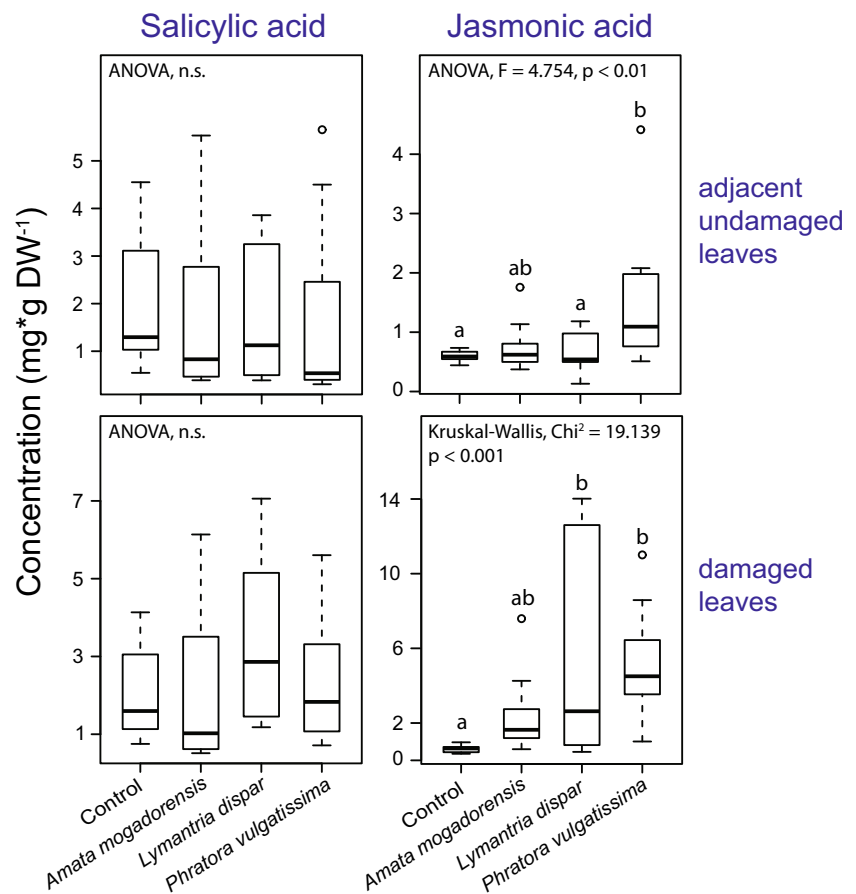 Salicylic acid
Jasmonic acid
Concentration (mg*g DW⁻¹)
ANOVA, n.s.
5
4
3
2
1
ANOVA, F = 4.754, p < 0.01
4
3
2
1
0
a
ab
a
b
adjacent
undamaged
leaves
ANOVA, n.s.
7
5
3
1
Kruskal-Wallis, Chi² = 19.139
p < 0.001
14
10
6
2
0
a
ab
b
b
damaged
leaves
Control
Amata mogadorensis
Lymantria dispar
Phratora vulgatissima
Control
Amata mogadorensis
Lymantria dispar
Phratora vulgatissima